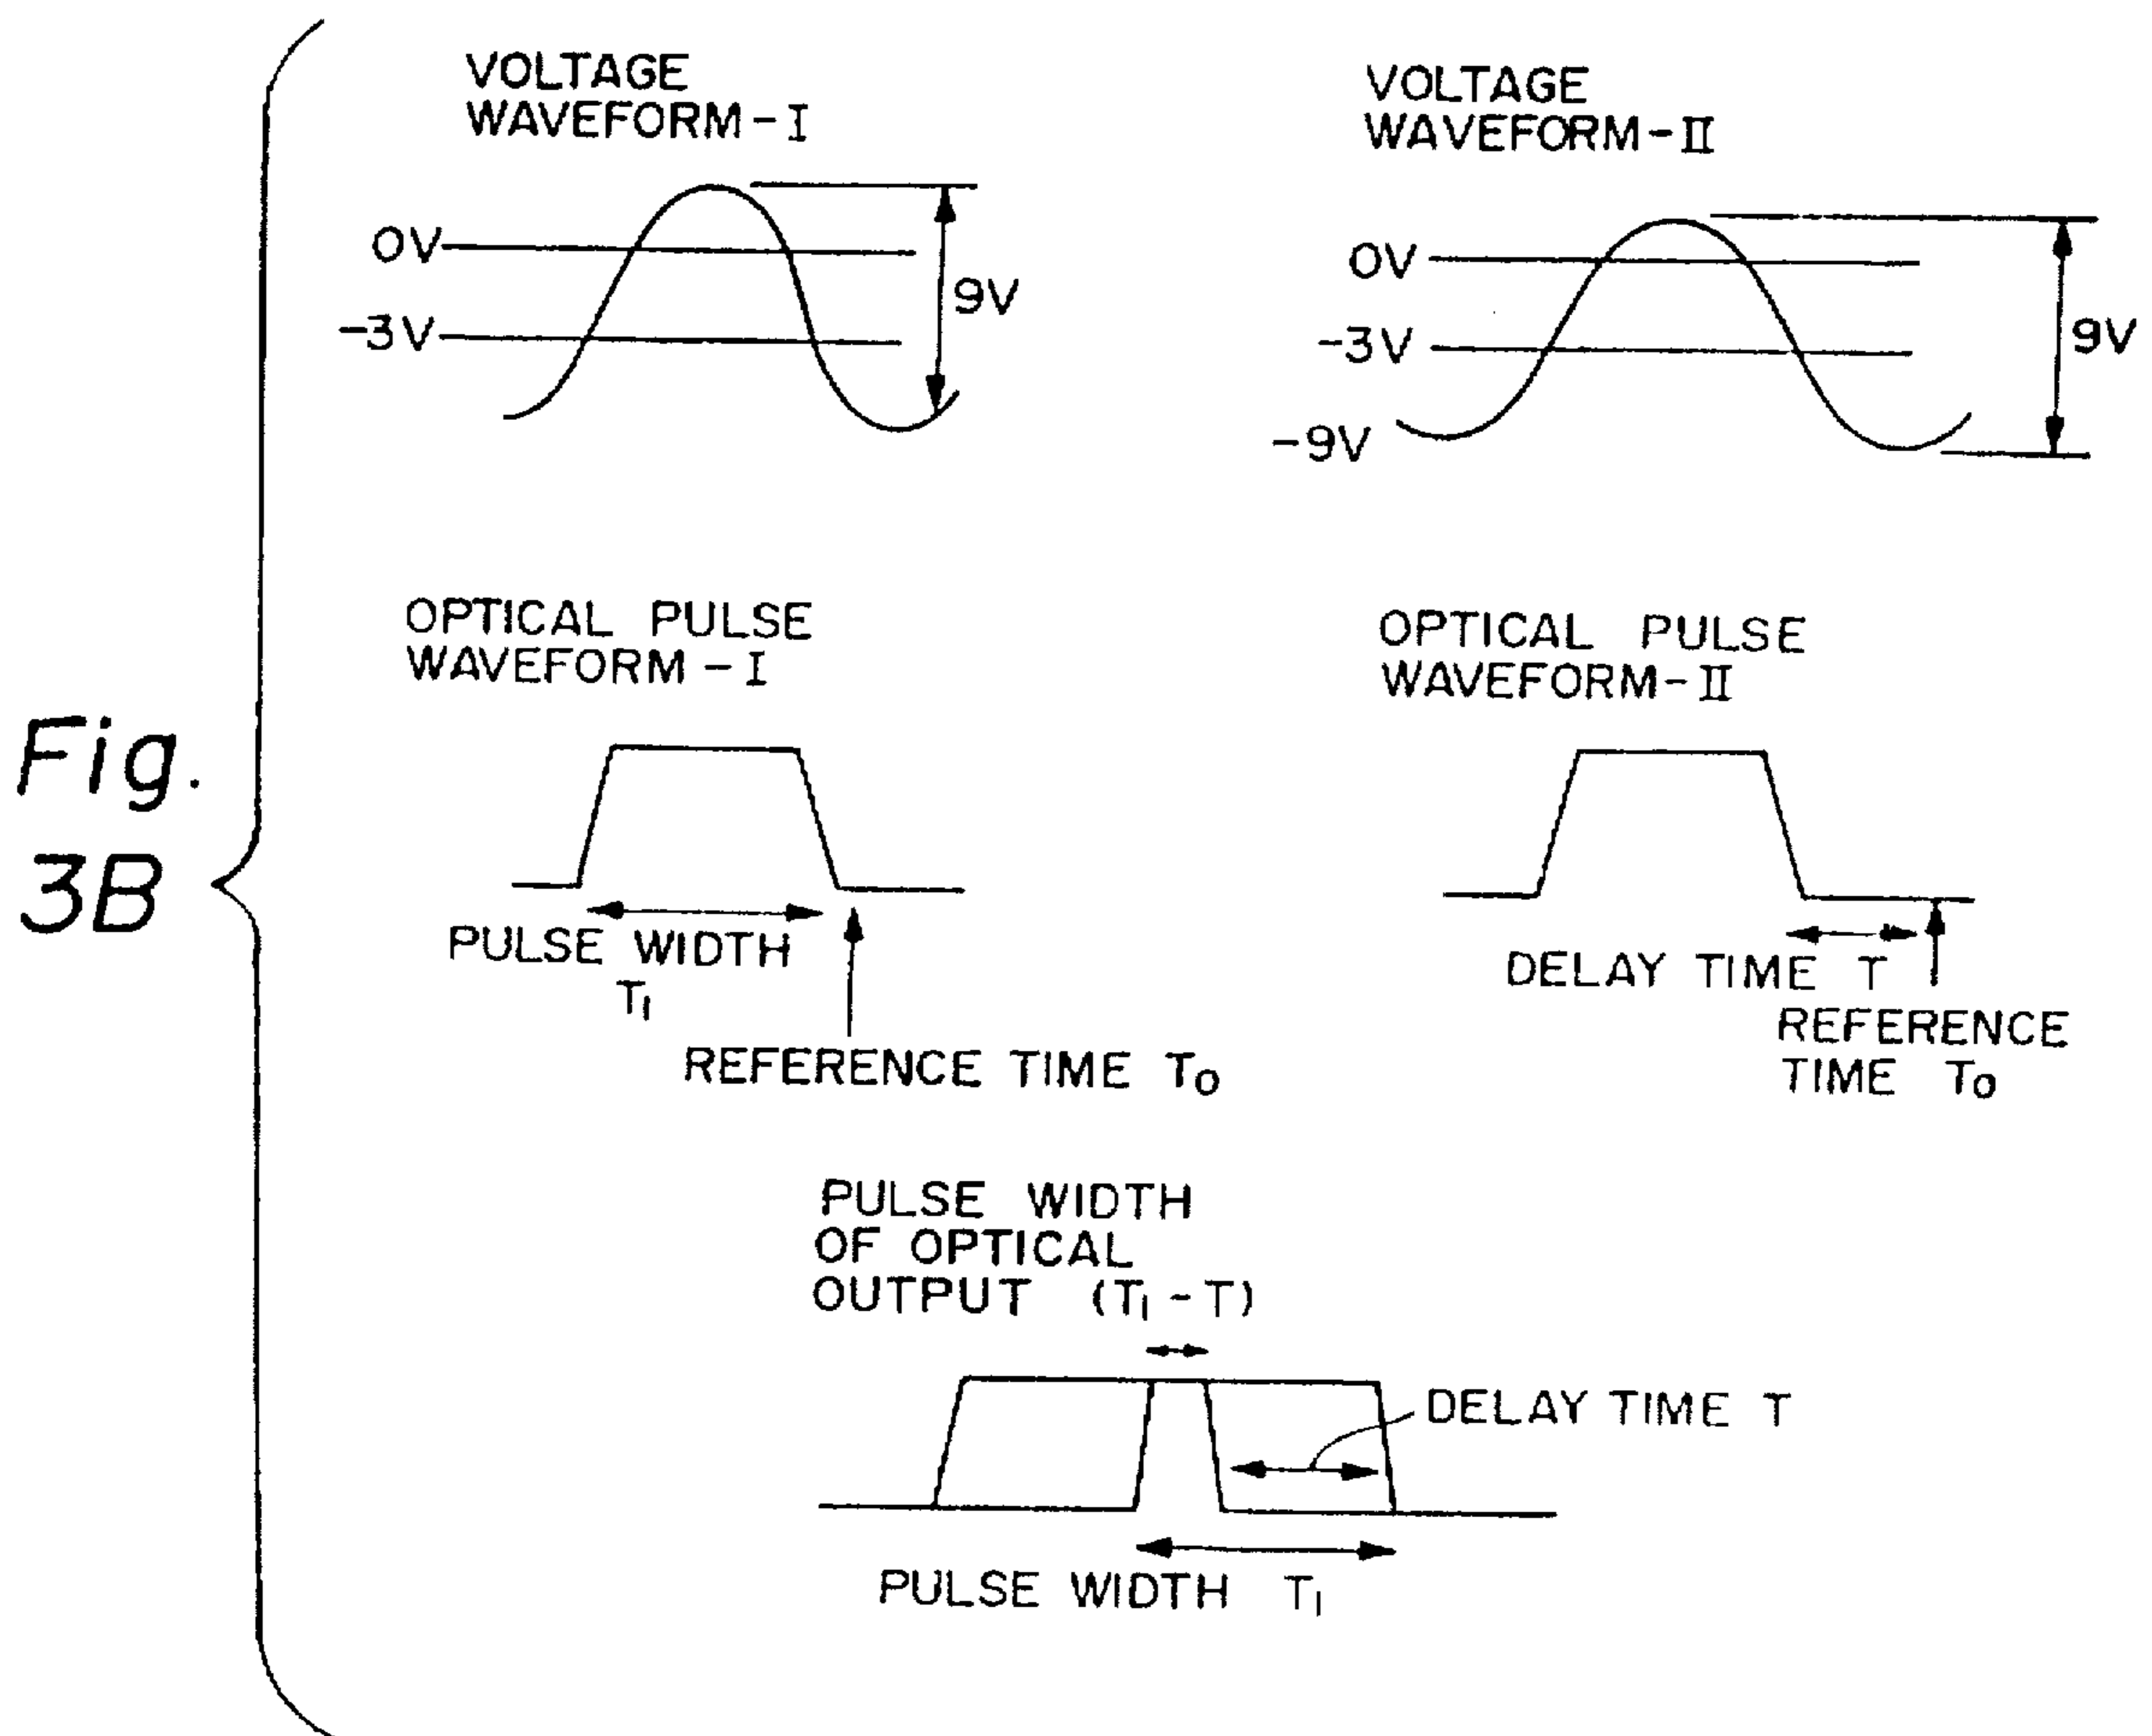 Fig.
3B
VOLTAGE
WAVEFORM-I
0V
-3V
9V
VOLTAGE
WAVEFORM-II
0V
-3V
-9V
9V
OPTICAL PULSE
WAVEFORM-I
PULSE WIDTH
T1
REFERENCE TIME T0
OPTICAL PULSE
WAVEFORM-II
DELAY TIME T
REFERENCE
TIME T0
PULSE WIDTH
OF OPTICAL
OUTPUT (T1-T)
DELAY TIME T
PULSE WIDTH T1